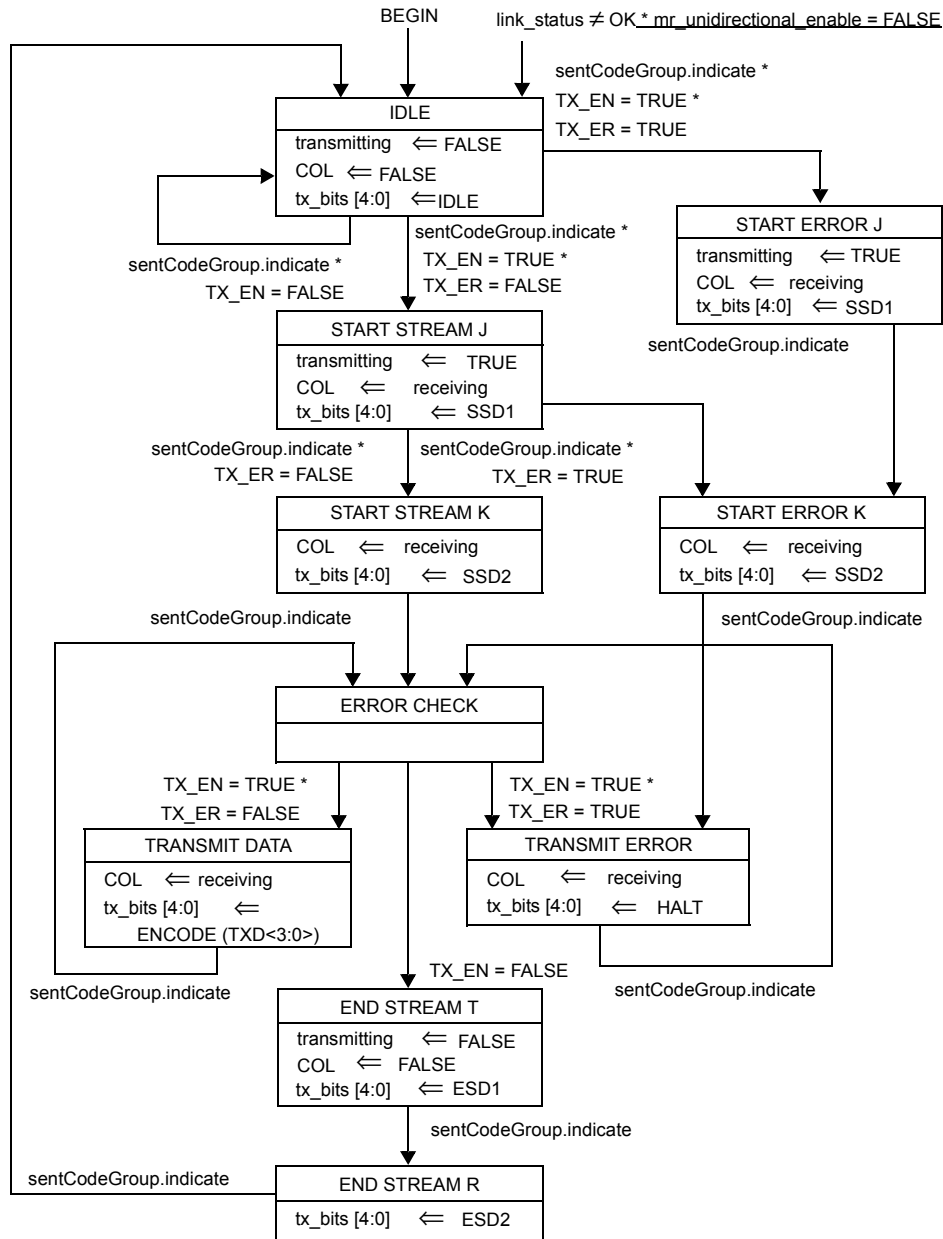 BEGIN
link_status ≠ OK * mr_unidirectional_enable = FALSE
sentCodeGroup.indicate *
TX_EN = TRUE *
TX_ER = TRUE
IDLE
transmitting ⇐ FALSE
COL ⇐ FALSE
tx_bits [4:0] ⇐IDLE
START ERROR J
transmitting ⇐ TRUE
COL ⇐ receiving
tx_bits [4:0] ⇐ SSD1
sentCodeGroup.indicate *
TX_EN = FALSE
sentCodeGroup.indicate *
TX_EN = TRUE *
TX_ER = FALSE
START STREAM J
transmitting ⇐ TRUE
COL ⇐ receiving
tx_bits [4:0] ⇐ SSD1
sentCodeGroup.indicate
sentCodeGroup.indicate *
TX_ER = FALSE
sentCodeGroup.indicate *
TX_ER = TRUE
START STREAM K
COL ⇐ receiving
tx_bits [4:0] ⇐ SSD2
START ERROR K
COL ⇐ receiving
tx_bits [4:0] ⇐ SSD2
sentCodeGroup.indicate
sentCodeGroup.indicate
ERROR CHECK
TX_EN = TRUE *
TX_ER = FALSE
TX_EN = TRUE *
TX_ER = TRUE
TRANSMIT DATA
COL ⇐ receiving
tx_bits [4:0] ⇐
ENCODE (TXD<3:0>)
TRANSMIT ERROR
COL ⇐ receiving
tx_bits [4:0] ⇐ HALT
TX_EN = FALSE
sentCodeGroup.indicate
sentCodeGroup.indicate
END STREAM T
transmitting ⇐ FALSE
COL ⇐ FALSE
tx_bits [4:0] ⇐ ESD1
sentCodeGroup.indicate
sentCodeGroup.indicate
END STREAM R
tx_bits [4:0] ⇐ ESD2